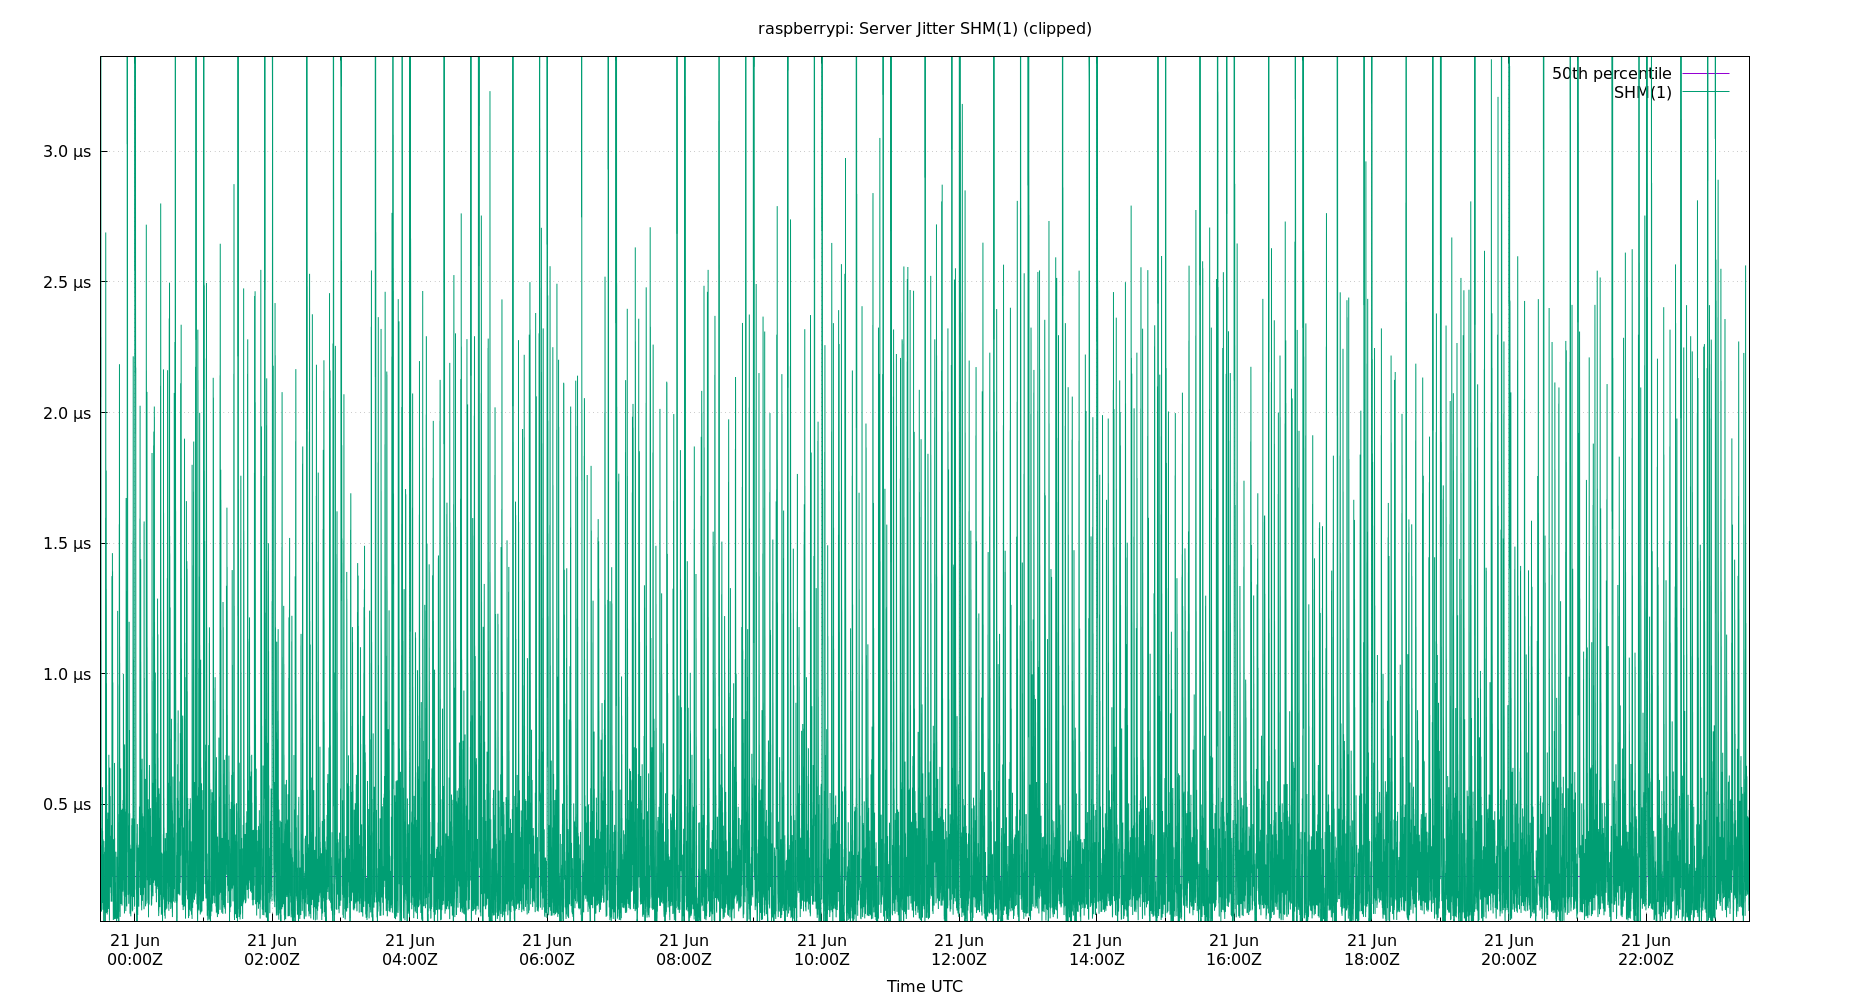 raspberrypi: Server Jitter SHM(1) (clipped)
50th percentile
SHM(1)
3.0 µs
2.5 µs
2.0 µs
1.5 µs
1.0 µs
0.5 µs
21 Jun 21 Jun 21 Jun 21 Jun 21 Jun 21 Jun 21 Jun 21 Jun 21 Jun 21 Jun 21 Jun 21 Jun
00:00Z 02:00Z 04:00Z 06:00Z 08:00Z 10:00Z 12:00Z 14:00Z 16:00Z 18:00Z 20:00Z 22:00Z
Time UTC